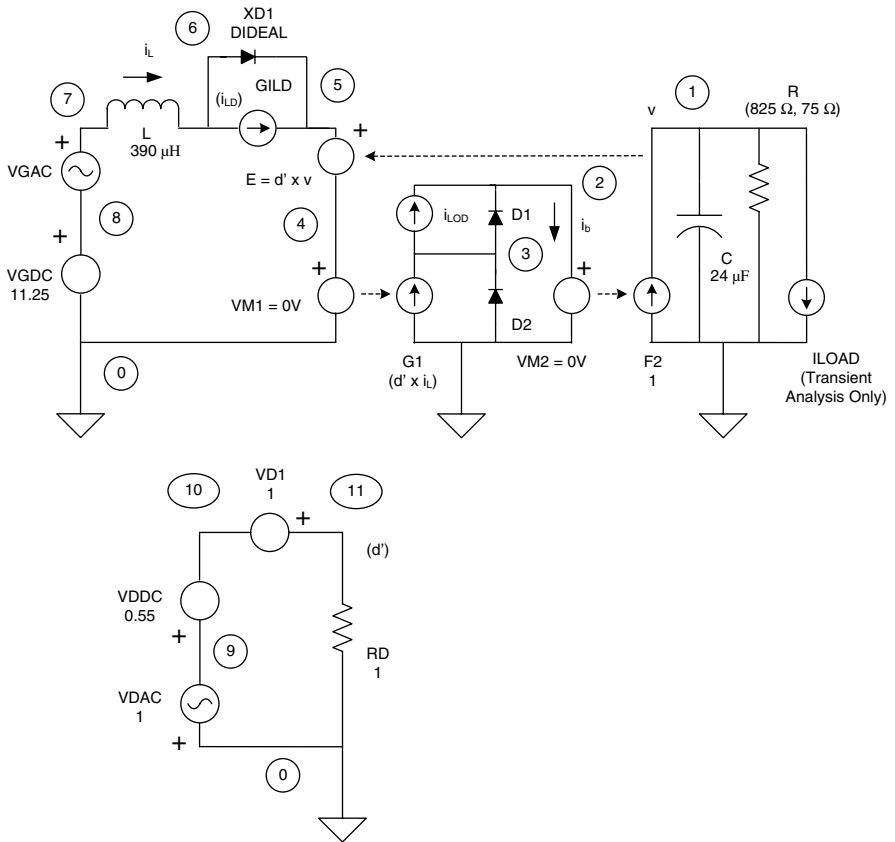 XD1
DIDEAL
6
i_L
(i_LD)
GILD
5
7
+
L
390 µH
VGAC
8
+
VGDC
11.25
0
+
E = d' x v
4
+
VM1 = 0V
i_LOD
D1
2
i_b
3
+
D2
G1
(d' x i_L)
VM2 = 0V
v
1
R
(825 Ω, 75 Ω)
C
24 µF
F2
1
ILOAD
(Transient
Analysis Only)
10
VD1
1
11
+
(d')
VDDC
0.55
+
9
VDAC
1
+
RD
1
0